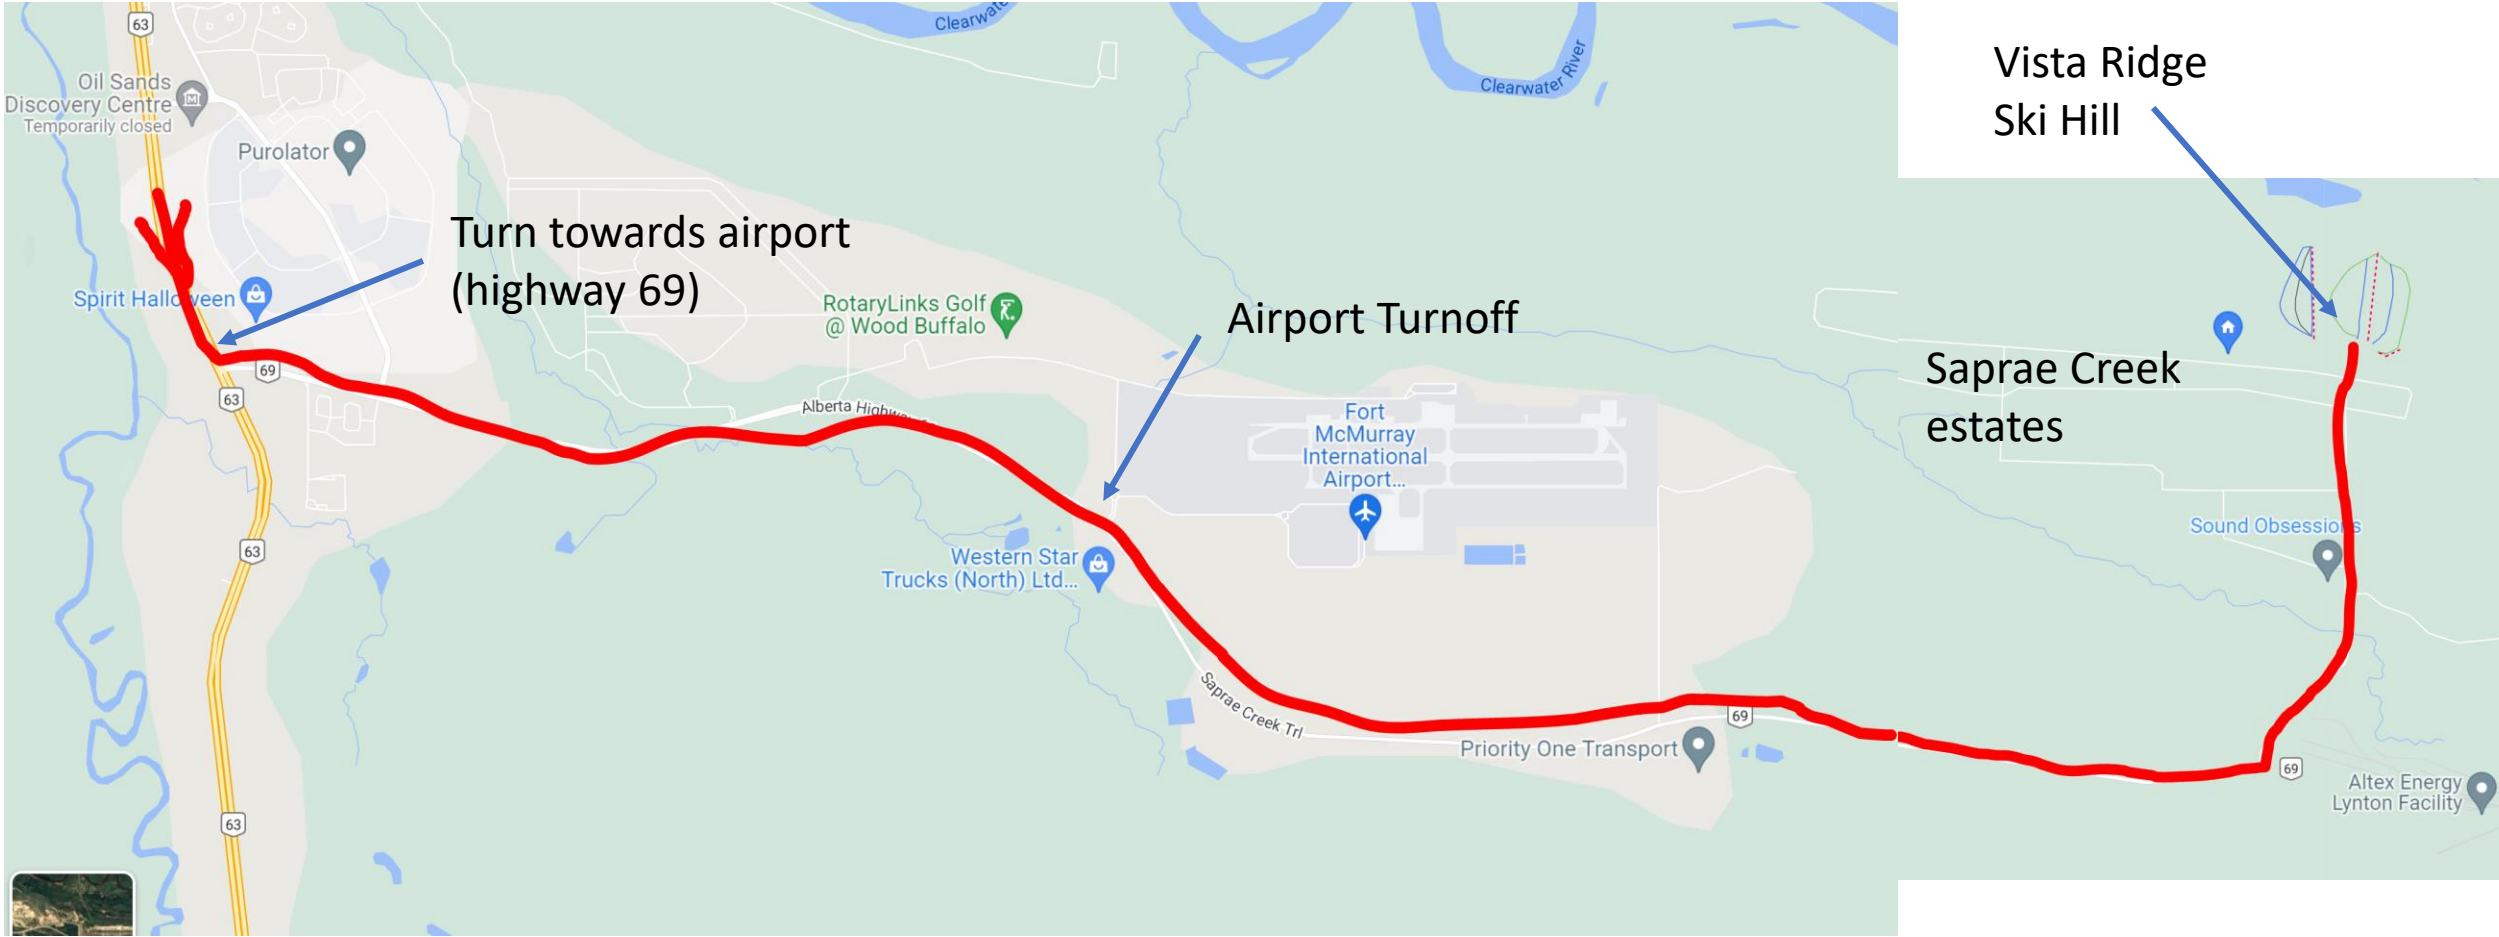 63
Clearwate
Oil Sands
Discovery Centre
Temporarily closed
Purolator
Clearwater River
Vista Ridge
Ski Hill
Turn towards airport
(highway 69)
Spirit Halloween
RotaryLinks Golf
@ Wood Buffalo
Airport Turnoff
69
63
Alberta Highway
Fort
McMurray
International
Airport...
Saprae Creek
estates
63
Western Star
Trucks (North) Ltd...
Sound Obsessions
Saprae Creek Trl
69
Priority One Transport
69
Altex Energy
Lynton Facility
63